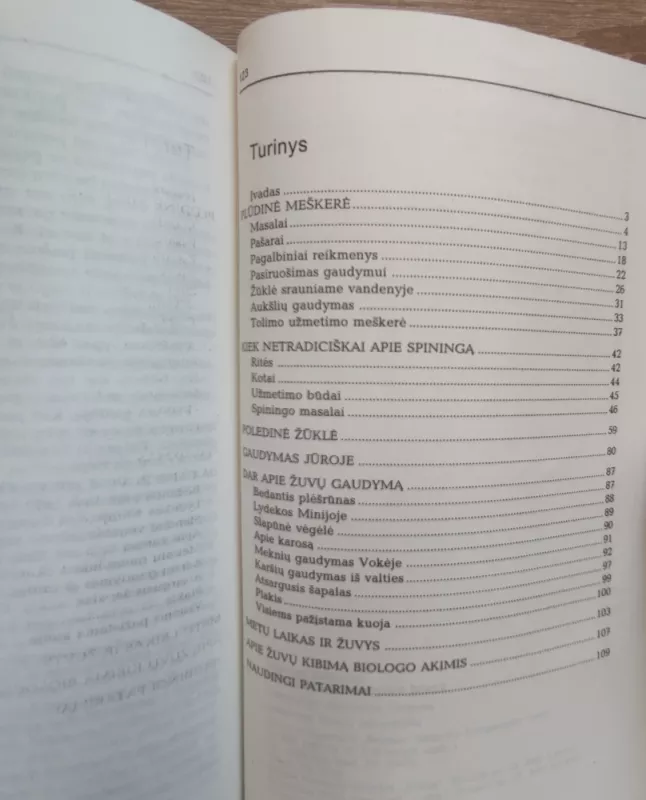 123
Turinys
Įvadas 3
PLŪDINĖ MEŠKERĖ 4
Masalai 13
Pašarai 18
Pagalbiniai reikmenys 22
Pasiruošimas gaudymui 26
Žūklė srauniame vandenyje 31
Aukšlių gaudymas 33
Tolimo užmetimo meškerė 37
KIEK NETRADICIŠKAI APIE SPININGĄ 42
Ritės 42
Kotai 44
Užmetimo būdai 45
Spiningo masalai 46
POLEDINĖ ŽŪKLĖ 59
GAUDYMAS JŪROJE 80
DAR APIE ŽUVŲ GAUDYMĄ 87
Bedantis plėšrūnas 87
Lydekos Minijoje 88
Slapūnė vėgėlė 89
Apie karosą 90
Meknių gaudymas Vokėje 91
Karšių gaudymas iš valties 92
Atsargusis šapalas 97
Plakis 99
Visiems pažįstama kuoja 100
METŲ LAIKAS IR ŽUVYS 103
APIE ŽUVŲ KIBIMĄ BIOLOGO AKIMIS 107
NAUDINGI PATARIMAI 109